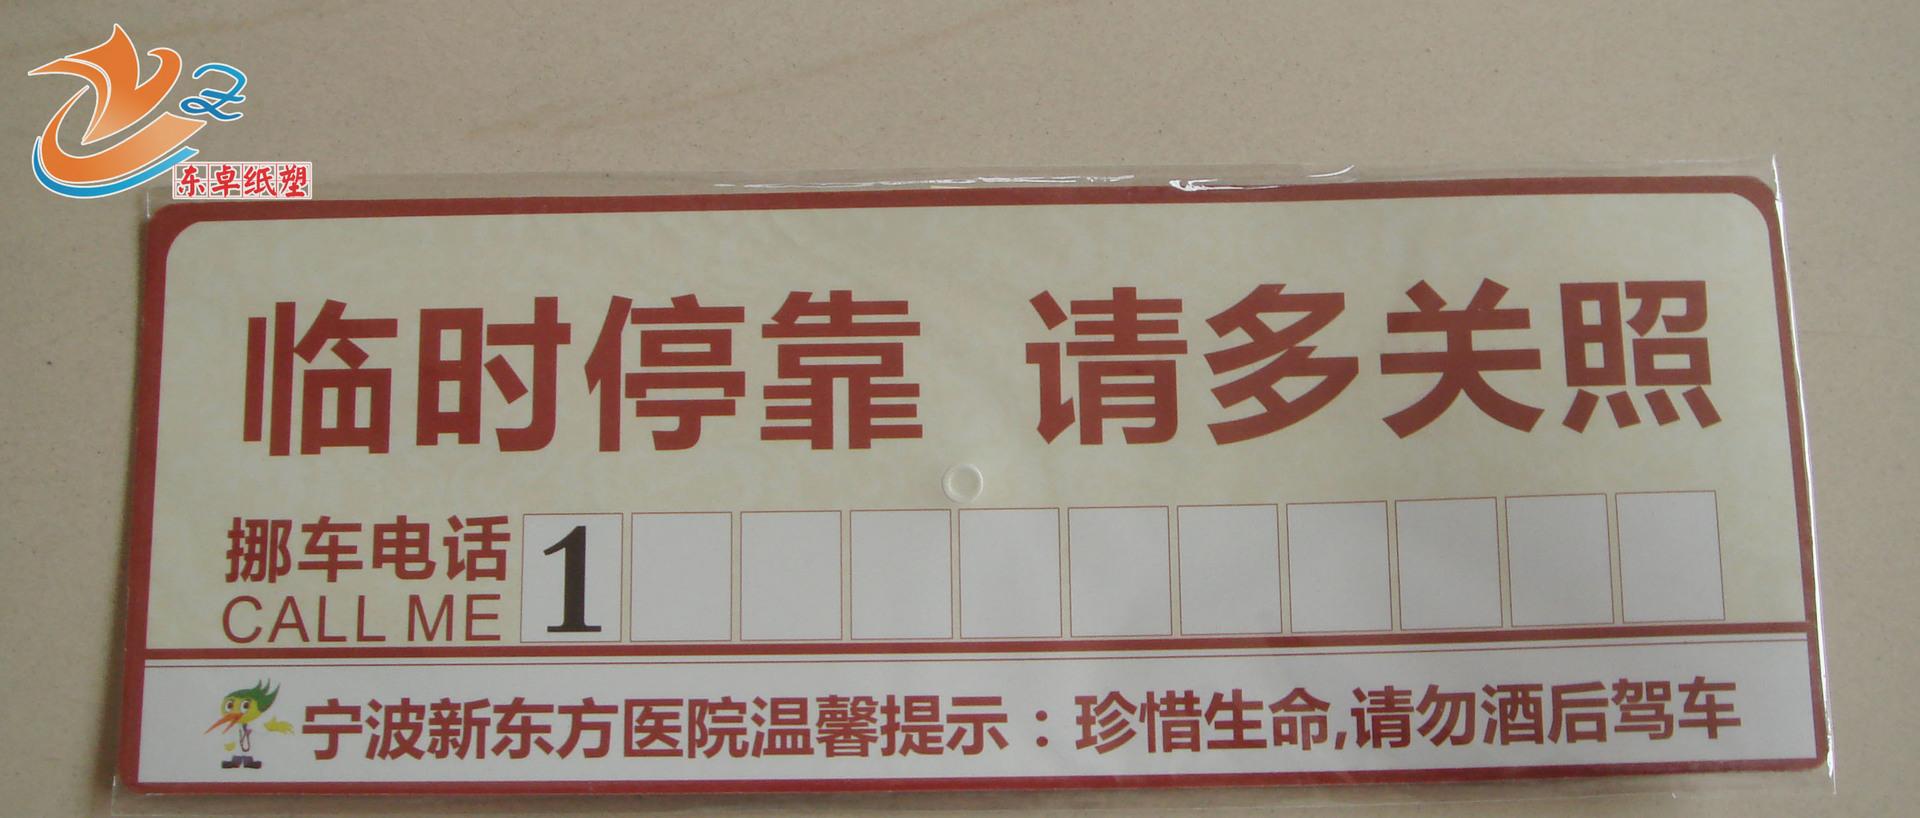 东卓纸塑
临时停靠 请多关照
挪车电话 1
CALL ME
宁波新东方医院温馨提示：珍惜生命,请勿酒后驾车